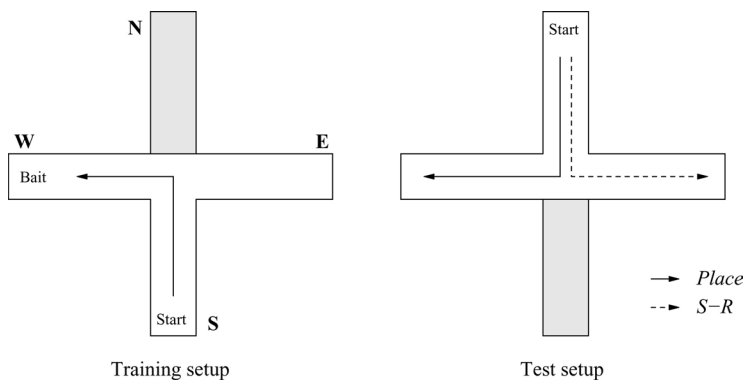 N
W
E
Bait
Start
S
Training setup
Start
Place
S−R
Test setup